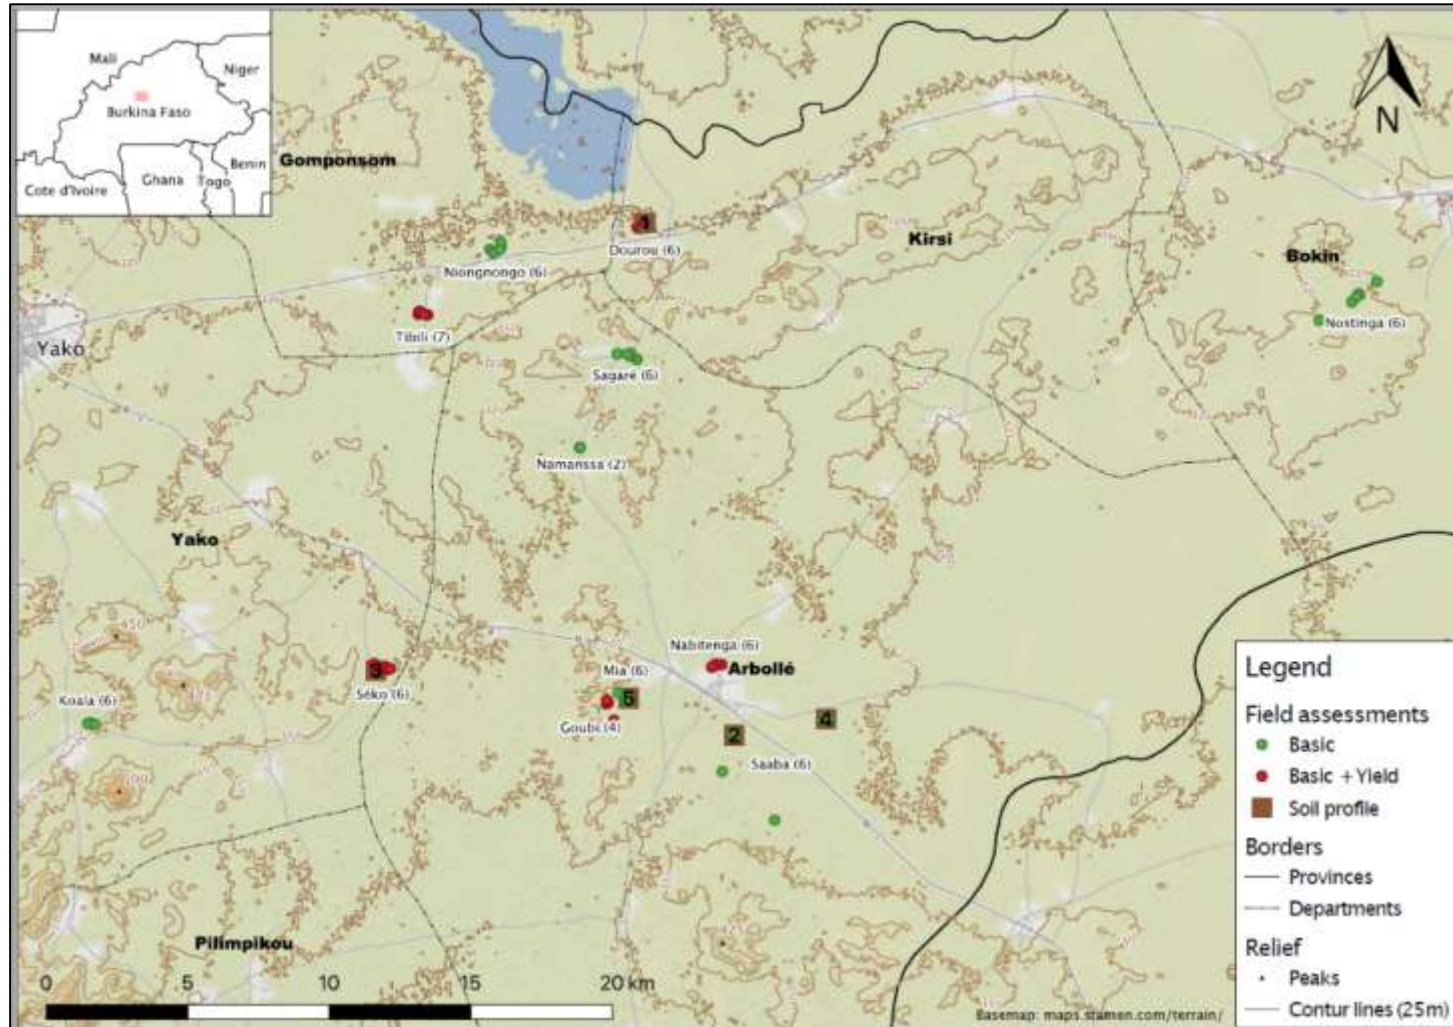 Mali
Niger
Burkina Faso
Benin
Ghana
Togo
Cote d'Ivoire
N
Gomponsom
1
Dourou (6)
Kirsi
Bokin
Niongnongo (6)
Nostinga (6)
Tibili (7)
Yako
Sagaré (6)
Namanssa (2)
Yako
Nabitenga (6)
Arbollé
Mia (6)
3
Séko (6)
Koala (6)
5
Goubi (4)
4
2
Saaba (6)
Pilimpikou
0
5
10
15
20 km
Legend
Field assessments
Basic
Basic + Yield
Soil profile
Borders
Provinces
Departments
Relief
Peaks
Contur lines (25m)
Basemap: maps.stamen.com/terrain/